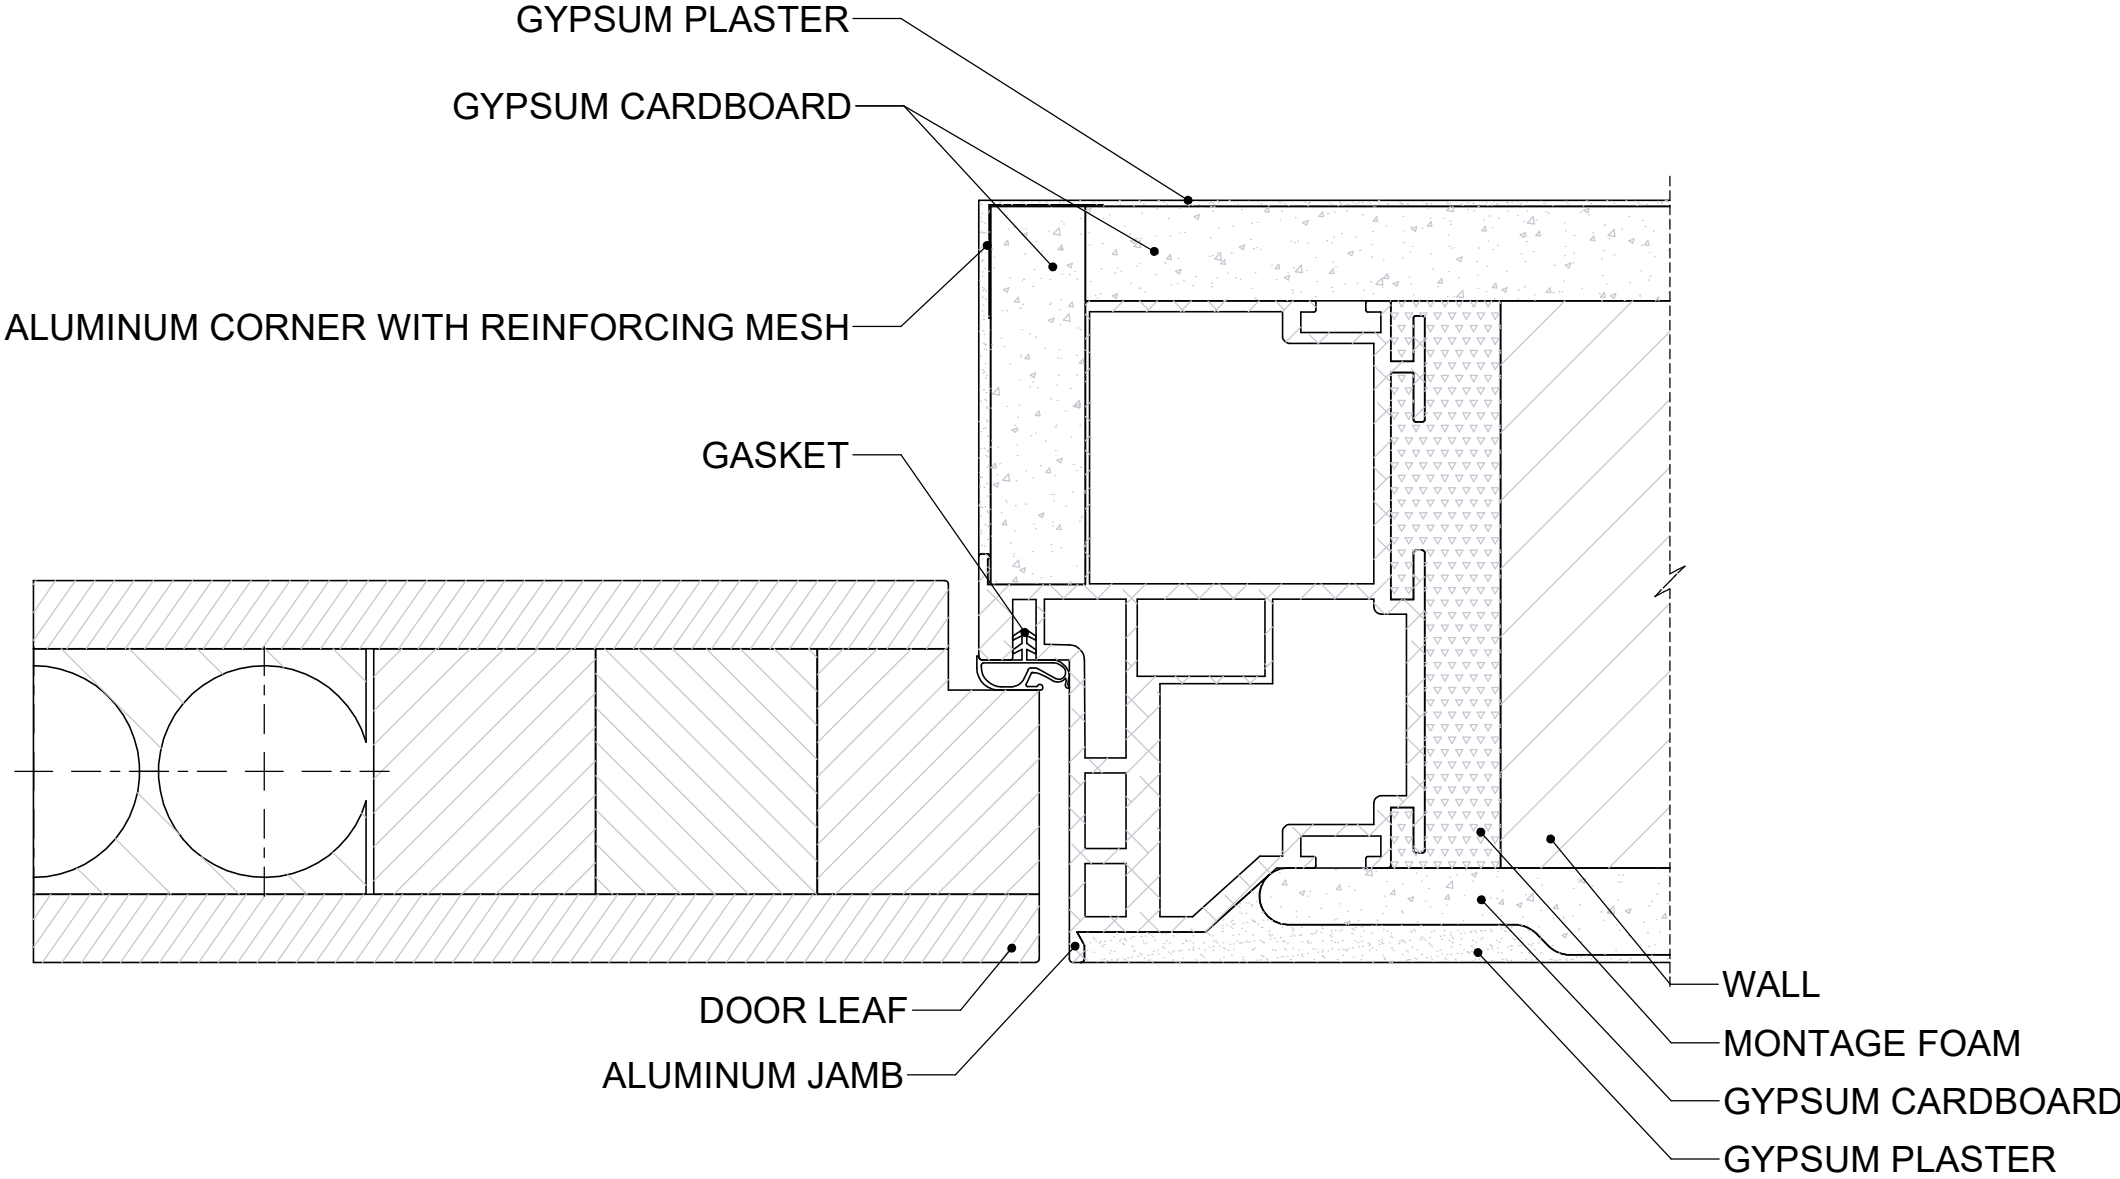 GYPSUM PLASTER
GYPSUM CARDBOARD
ALUMINUM CORNER WITH REINFORCING MESH
GASKET
DOOR LEAF
ALUMINUM JAMB
WALL
MONTAGE FOAM
GYPSUM CARDBOARD
GYPSUM PLASTER